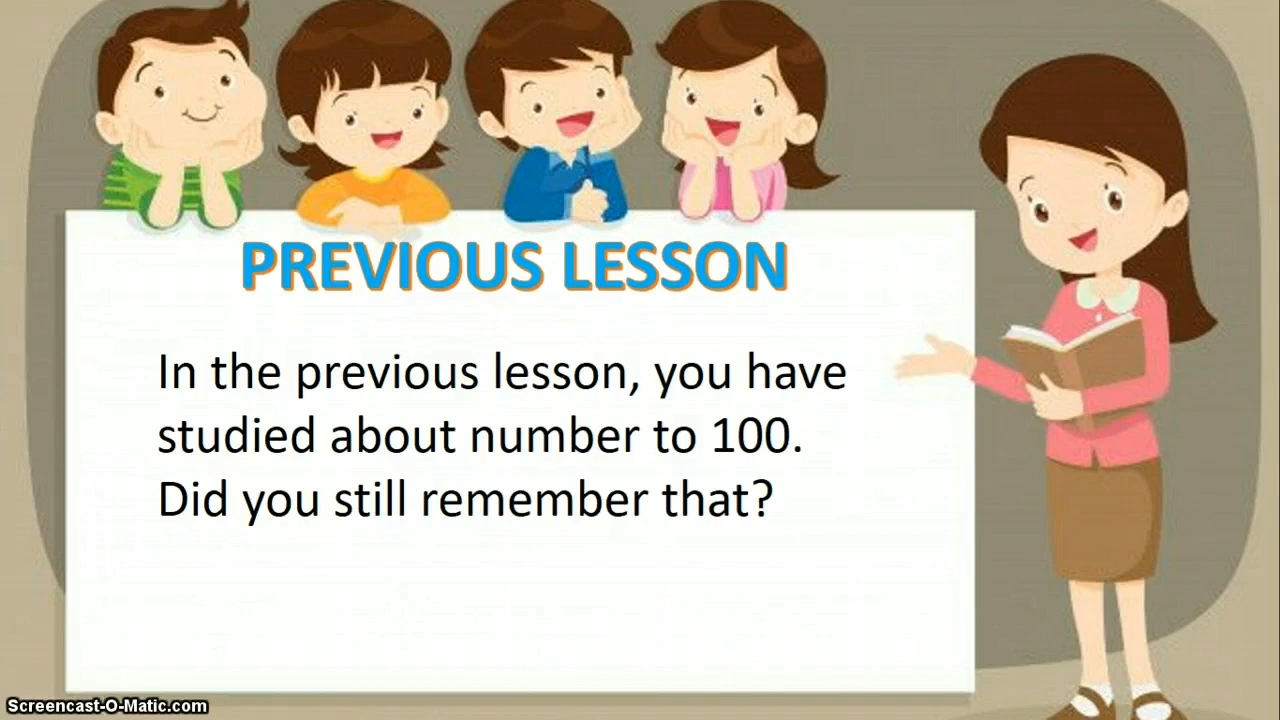 PREVIOUS LESSON
In the previous lesson, you have
studied about number to 100.
Did you still remember that?
Screencast-O-Matic.com